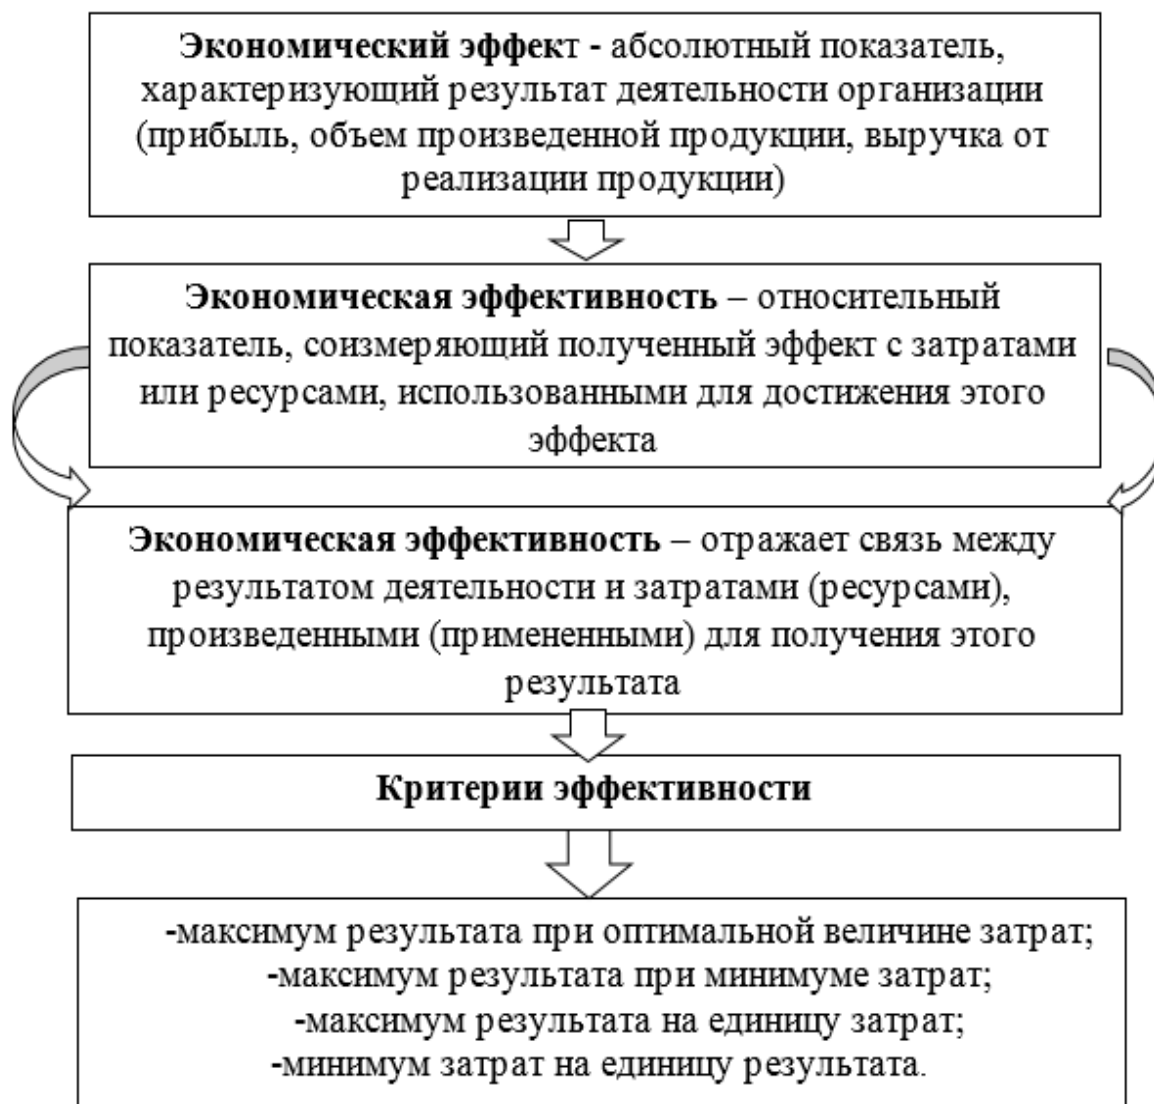 Экономический эффект - абсолютный показатель,
характеризующий результат деятельности организации
(прибыль, объем произведенной продукции, выручка от
реализации продукции)
Экономическая эффективность – относительный
показатель, соизмеряющий полученный эффект с затратами
или ресурсами, использованными для достижения этого
эффекта
Экономическая эффективность – отражает связь между
результатом деятельности и затратами (ресурсами),
произведенными (примененными) для получения этого
результата
Критерии эффективности
-максимум результата при оптимальной величине затрат;
-максимум результата при минимуме затрат;
-максимум результата на единицу затрат;
-минимум затрат на единицу результата.